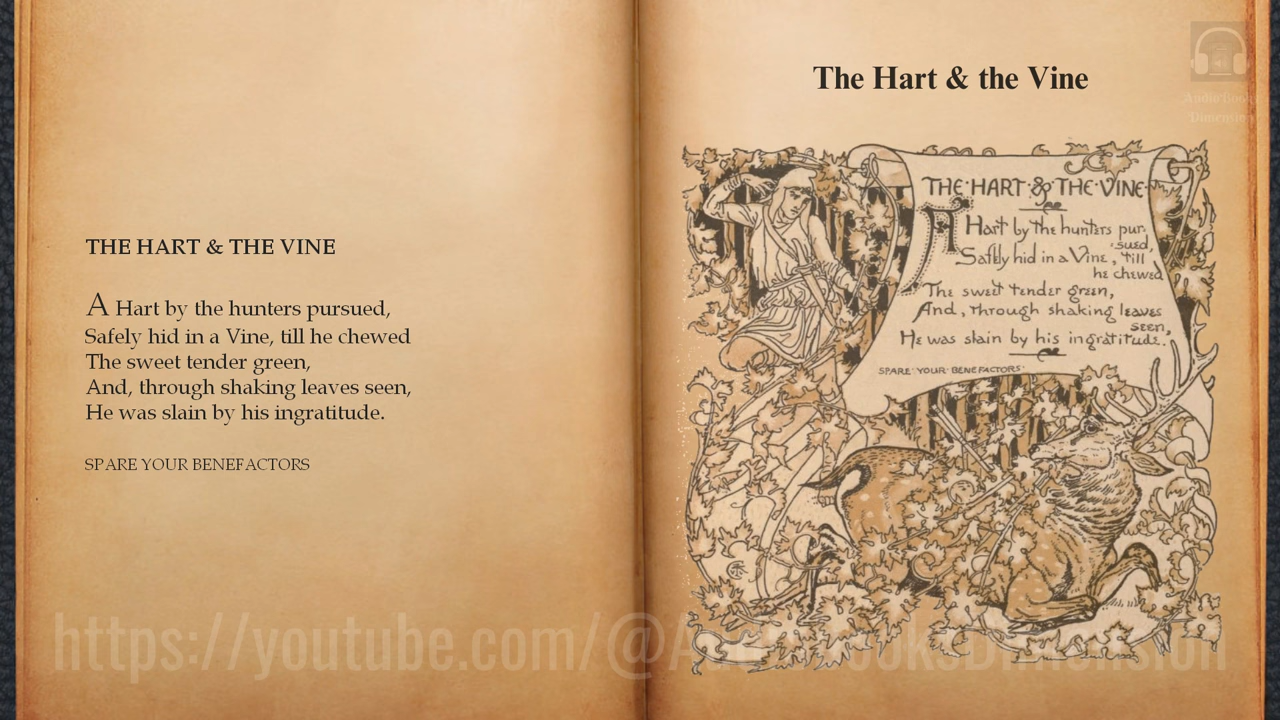 THE HART & THE VINE
A Hart by the hunters pursued,
Safely hid in a Vine, till he chewed
The sweet tender green,
And, through shaking leaves seen,
He was slain by his ingratitude.
SPARE YOUR BENEFACTORS
The Hart & the Vine
THE·HART·&·THE·VINE·
A Hart by the hunters pur-
sued,
Safely hid in a Vine, 'till
he chewed
The sweet tender green,
And, through shaking leaves
seen,
He was slain by his ingratitude.
SPARE·YOUR·BENEFACTORS·
Audio Books
Dimension
https://youtube.com/@AudioBooksDimension